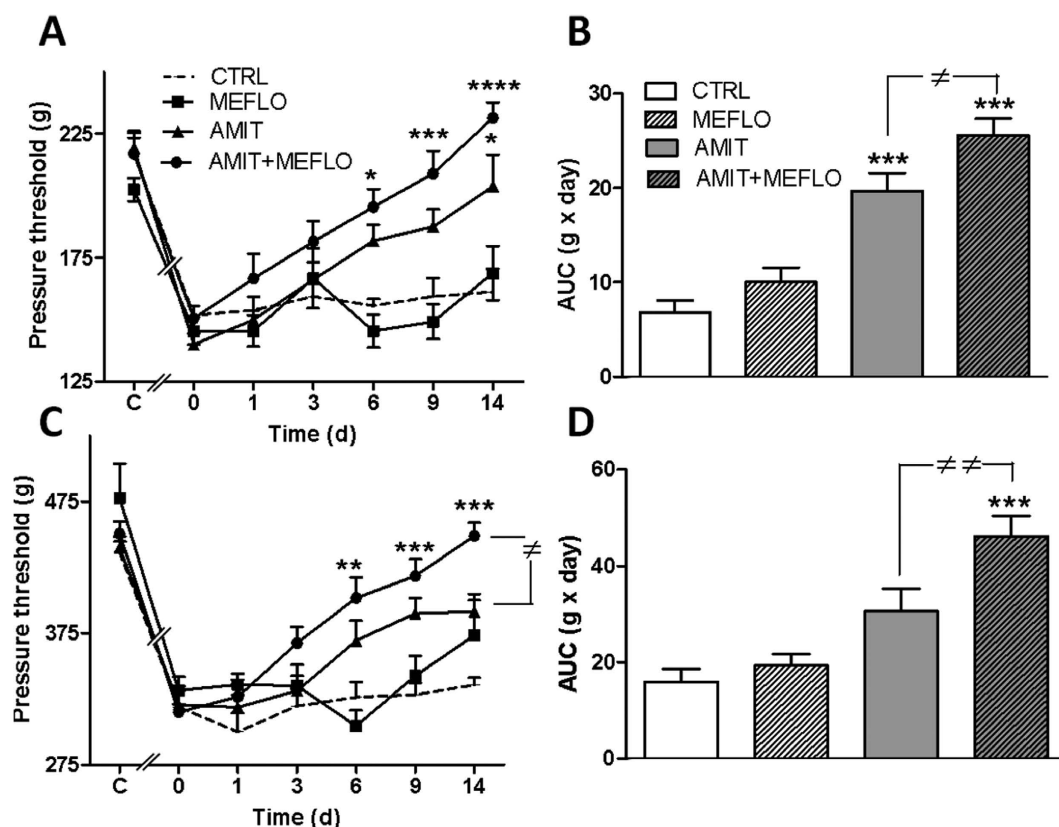 A
Pressure threshold (g)
225
175
125
CTRL
MEFLO
AMIT
AMIT+MEFLO
*
***
****
*
C 0 1 3 6 9 14
Time (d)
B
AUC (g x day)
30
20
10
0
CTRL
MEFLO
AMIT
AMIT+MEFLO
≠
***
***
C
Pressure threshold (g)
475
375
275
**
***
***
≠
C 0 1 3 6 9 14
Time (d)
D
AUC (g x day)
60
40
20
0
≠ ≠
***